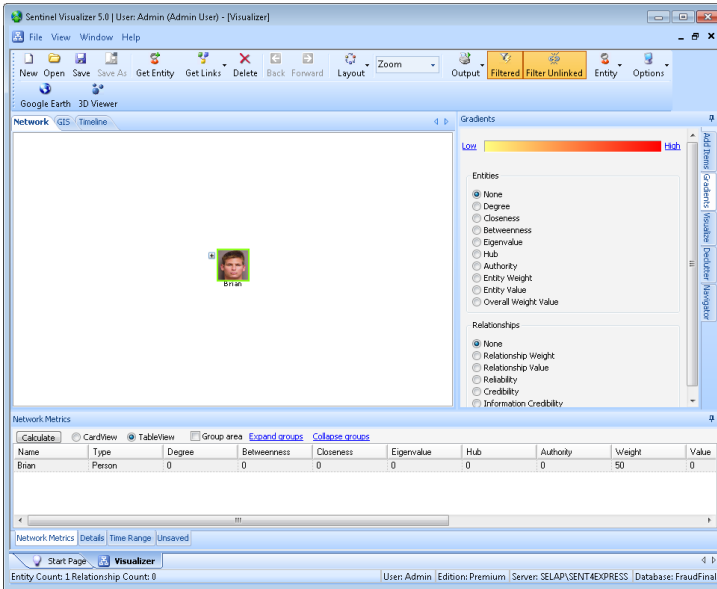 Sentinel Visualizer 5.0 | User: Admin (Admin User) - [Visualizer]
File View Window Help
New Open Save Save As Get Entity Get Links Delete Back Forward Layout Zoom Output Filtered Filter Unlinked Entity Options
Google Earth 3D Viewer
Network GIS Timeline
Gradients
Low High
Entities
None
Degree
Closeness
Betweenness
Eigenvalue
Hub
Authority
Entity Weight
Entity Value
Overall Weight Value
Relationships
None
Relationship Weight
Relationship Value
Reliability
Credibility
Information Credibility
Add Items
Gradients
Visualize
Declutter
Navigator
Brian
Network Metrics
Calculate CardView TableView Group area Expand groups Collapse groups
Name Type Degree Betweenness Closeness Eigenvalue Hub Authority Weight Value
Brian Person 0 0 0 0 0 0 50 0
Network Metrics Details Time Range Unsaved
Start Page Visualizer
Entity Count: 1 Relationship Count: 0 User: Admin Edition: Premium Server: SELAP\SENT4EXPRESS Database: FraudFinal